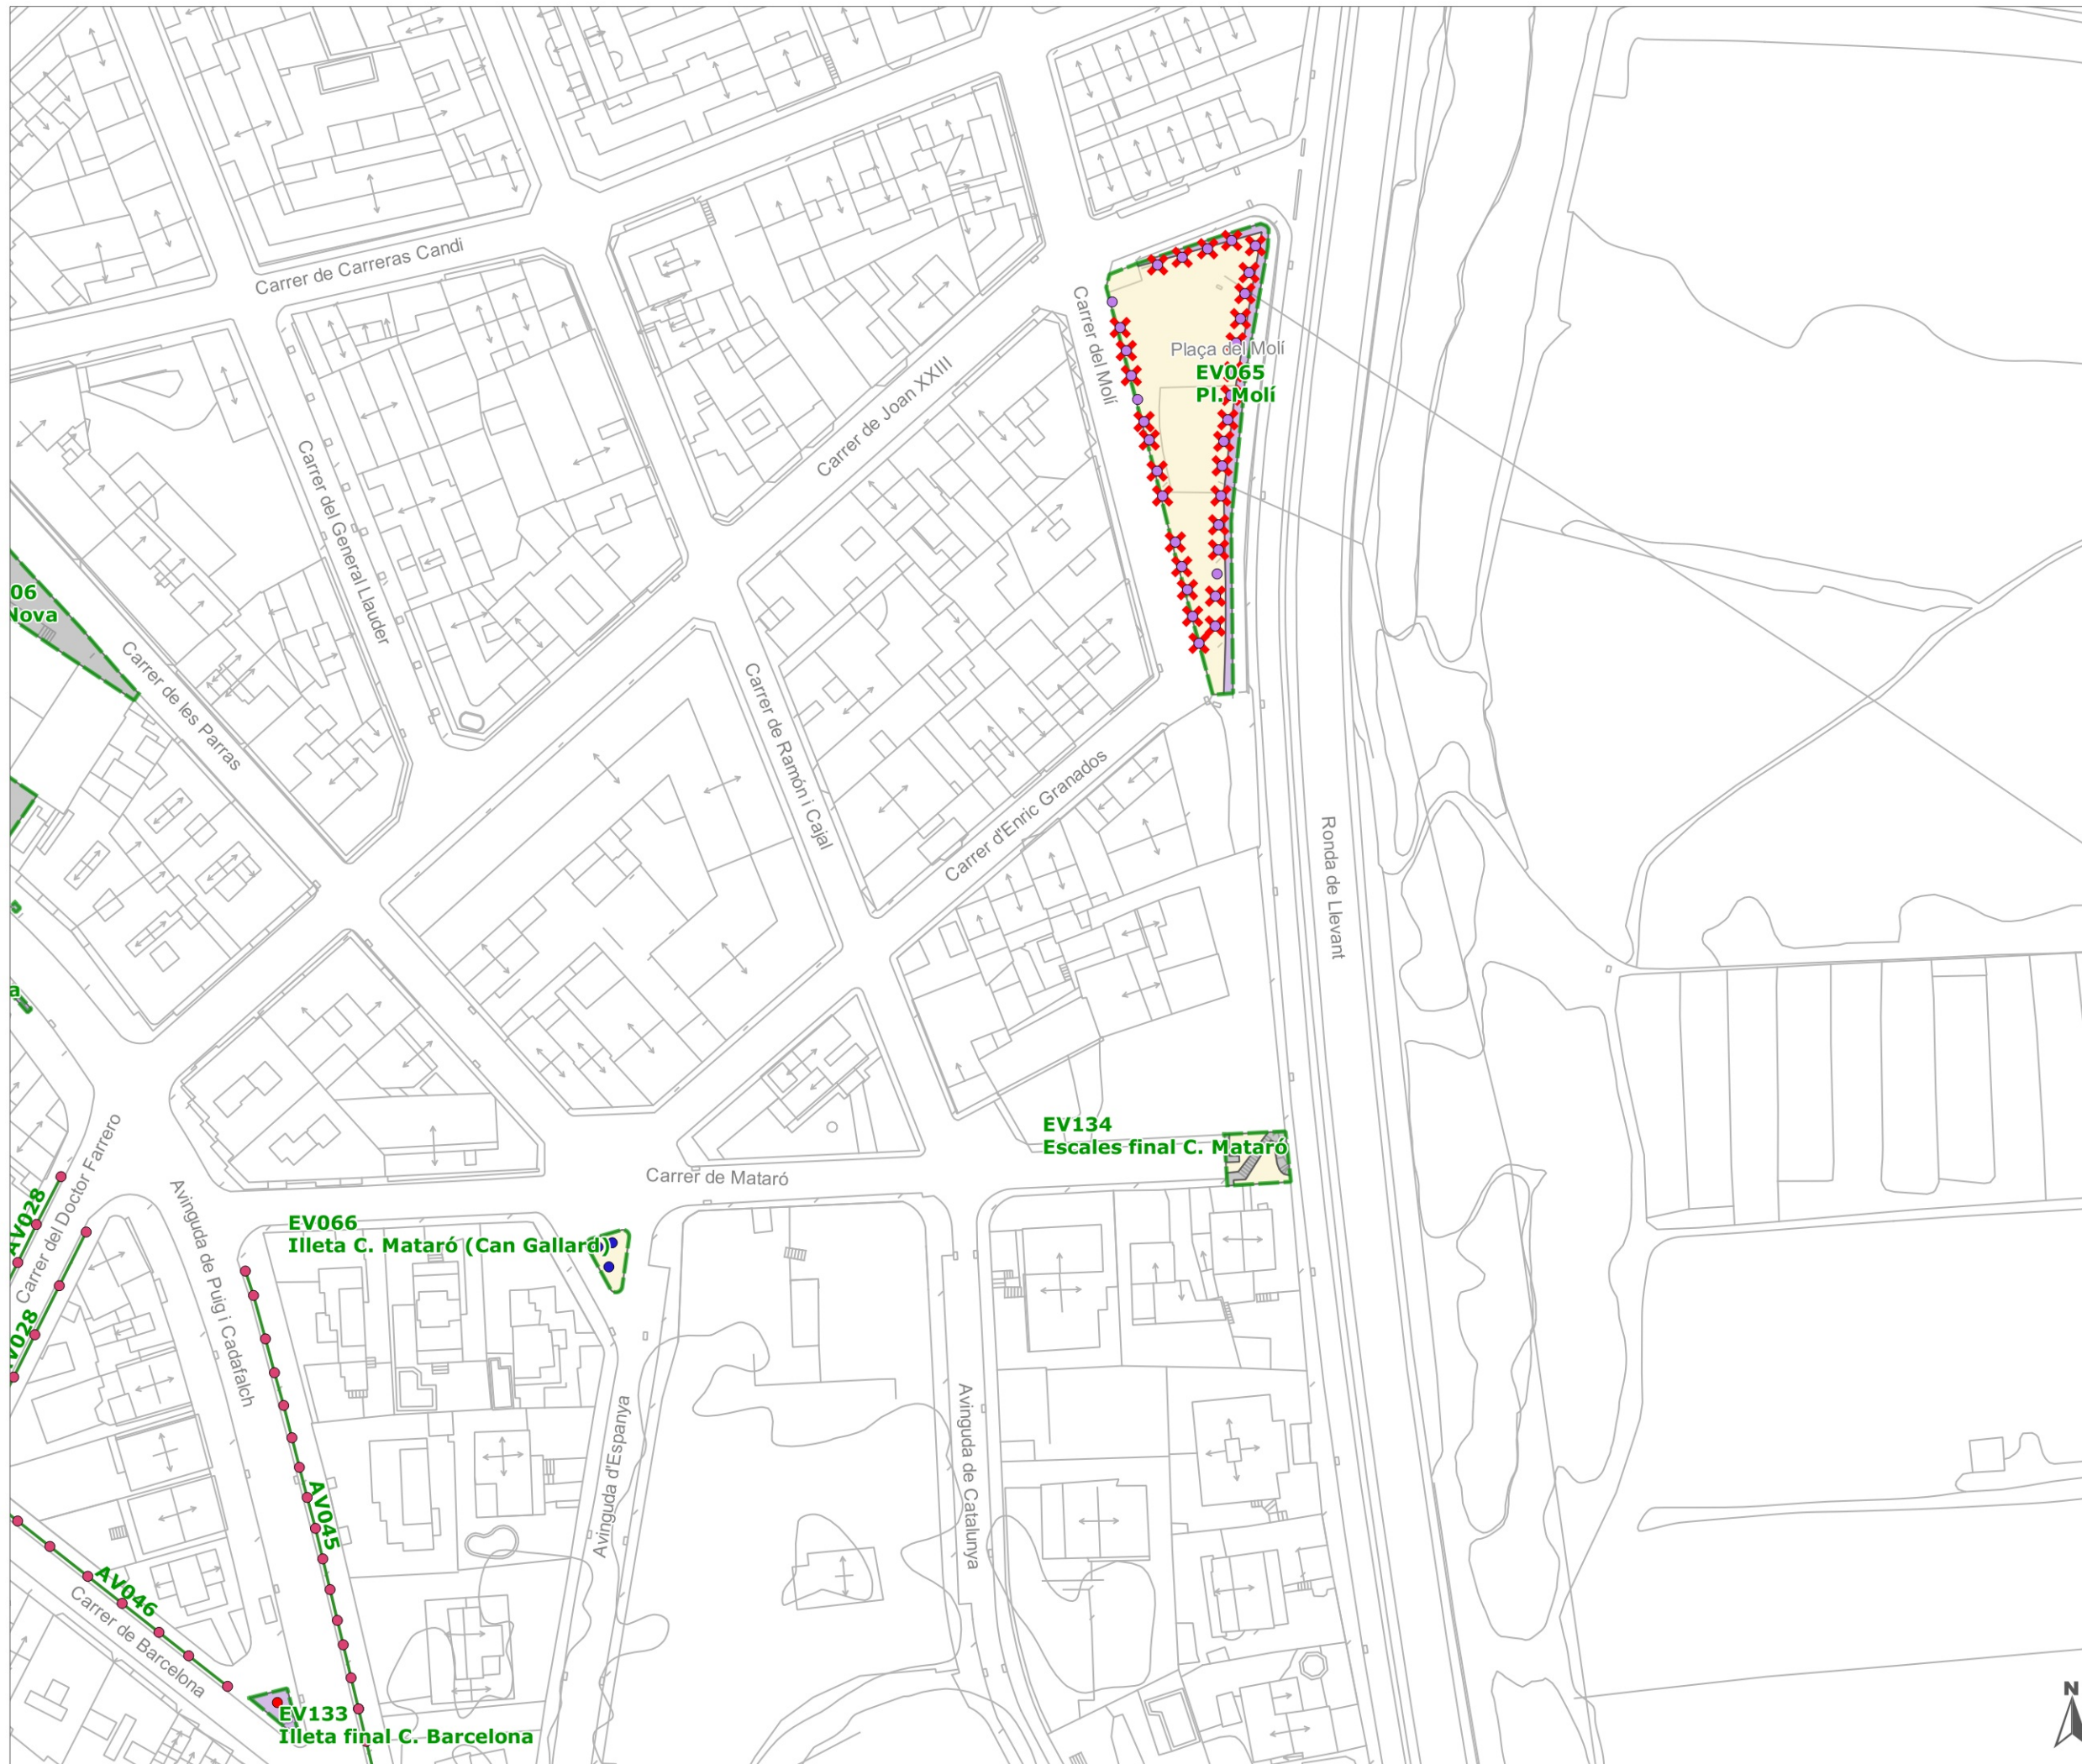 Carrer de Carreras Candi
Carrer del Molí
Plaça del Molí
EV065
Pl. Molí
Carrer de Joan XXIII
Carrer del General Llauder
06
Nova
Carrer de les Parras
Carrer de Ramón i Cajal
Carrer d'Enric Granados
Ronda de Llevant
a
EV134
Escales final C. Mataró
Carrer de Mataró
AV028
Carrer del Doctor Farrero
Avinguda de Puig i Cadafalch
EV066
Illeta C. Mataró (Can Gallard)
V028
Avinguda d'Espanya
Avinguda de Catalunya
AV045
AV046
Carrer de Barcelona
EV133
Illeta final C. Barcelona
N